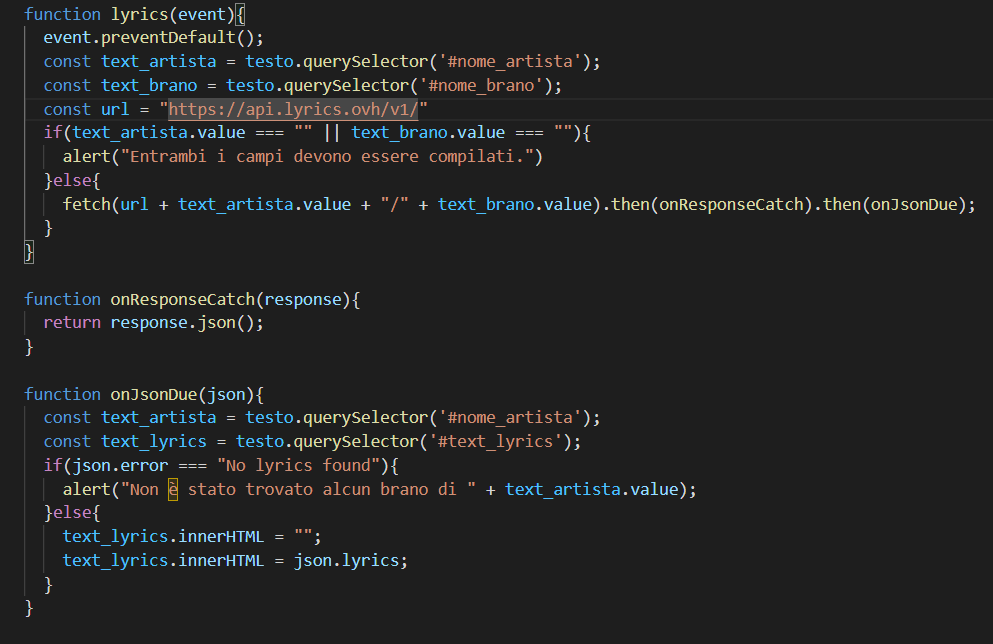 function lyrics(event){
  event.preventDefault();
  const text_artista = testo.querySelector('#nome_artista');
  const text_brano = testo.querySelector('#nome_brano');
  const url = "https://api.lyrics.ovh/v1/"
  if(text_artista.value === "" || text_brano.value === ""){
    alert("Entrambi i campi devono essere compilati.")
  }else{
    fetch(url + text_artista.value + "/" + text_brano.value).then(onResponseCatch).then(onJsonDue);
  }
}

function onResponseCatch(response){
  return response.json();
}

function onJsonDue(json){
  const text_artista = testo.querySelector('#nome_artista');
  const text_lyrics = testo.querySelector('#text_lyrics');
  if(json.error === "No lyrics found"){
    alert("Non è stato trovato alcun brano di " + text_artista.value);
  }else{
    text_lyrics.innerHTML = "";
    text_lyrics.innerHTML = json.lyrics;
  }
}